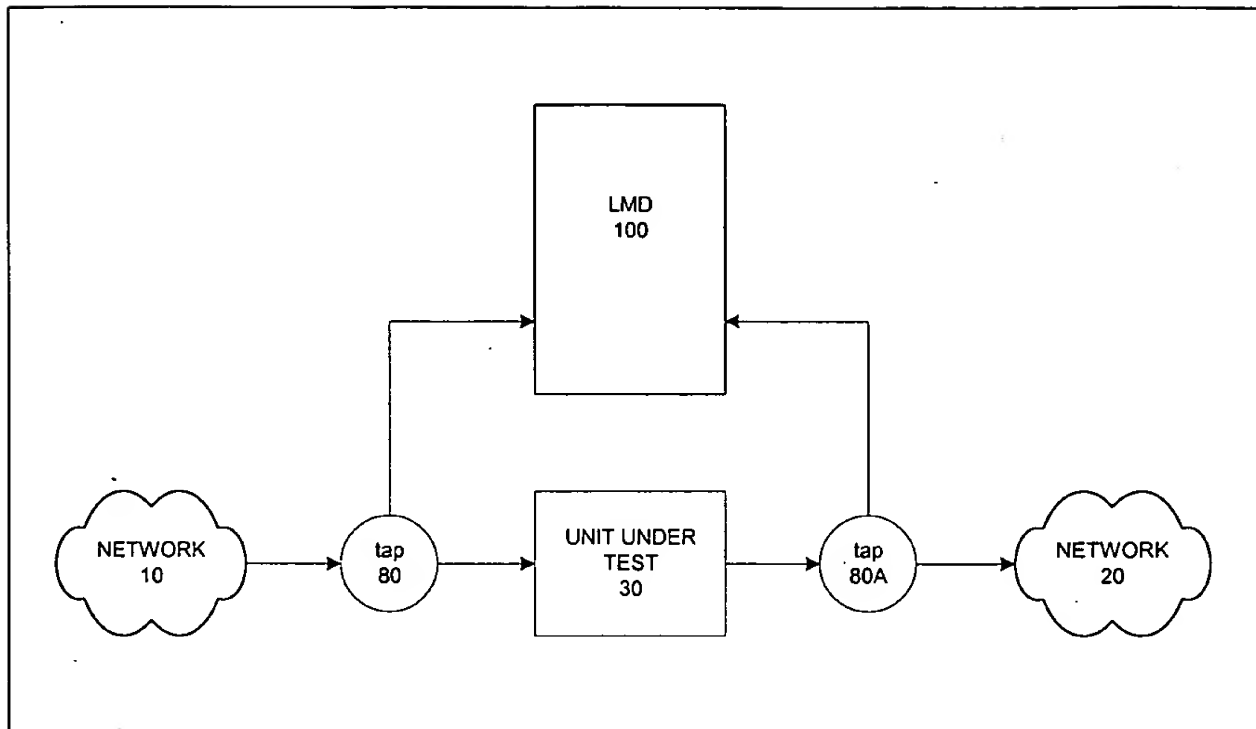 LMD
100
NETWORK
10
tap
80
UNIT UNDER
TEST
30
tap
80A
NETWORK
20